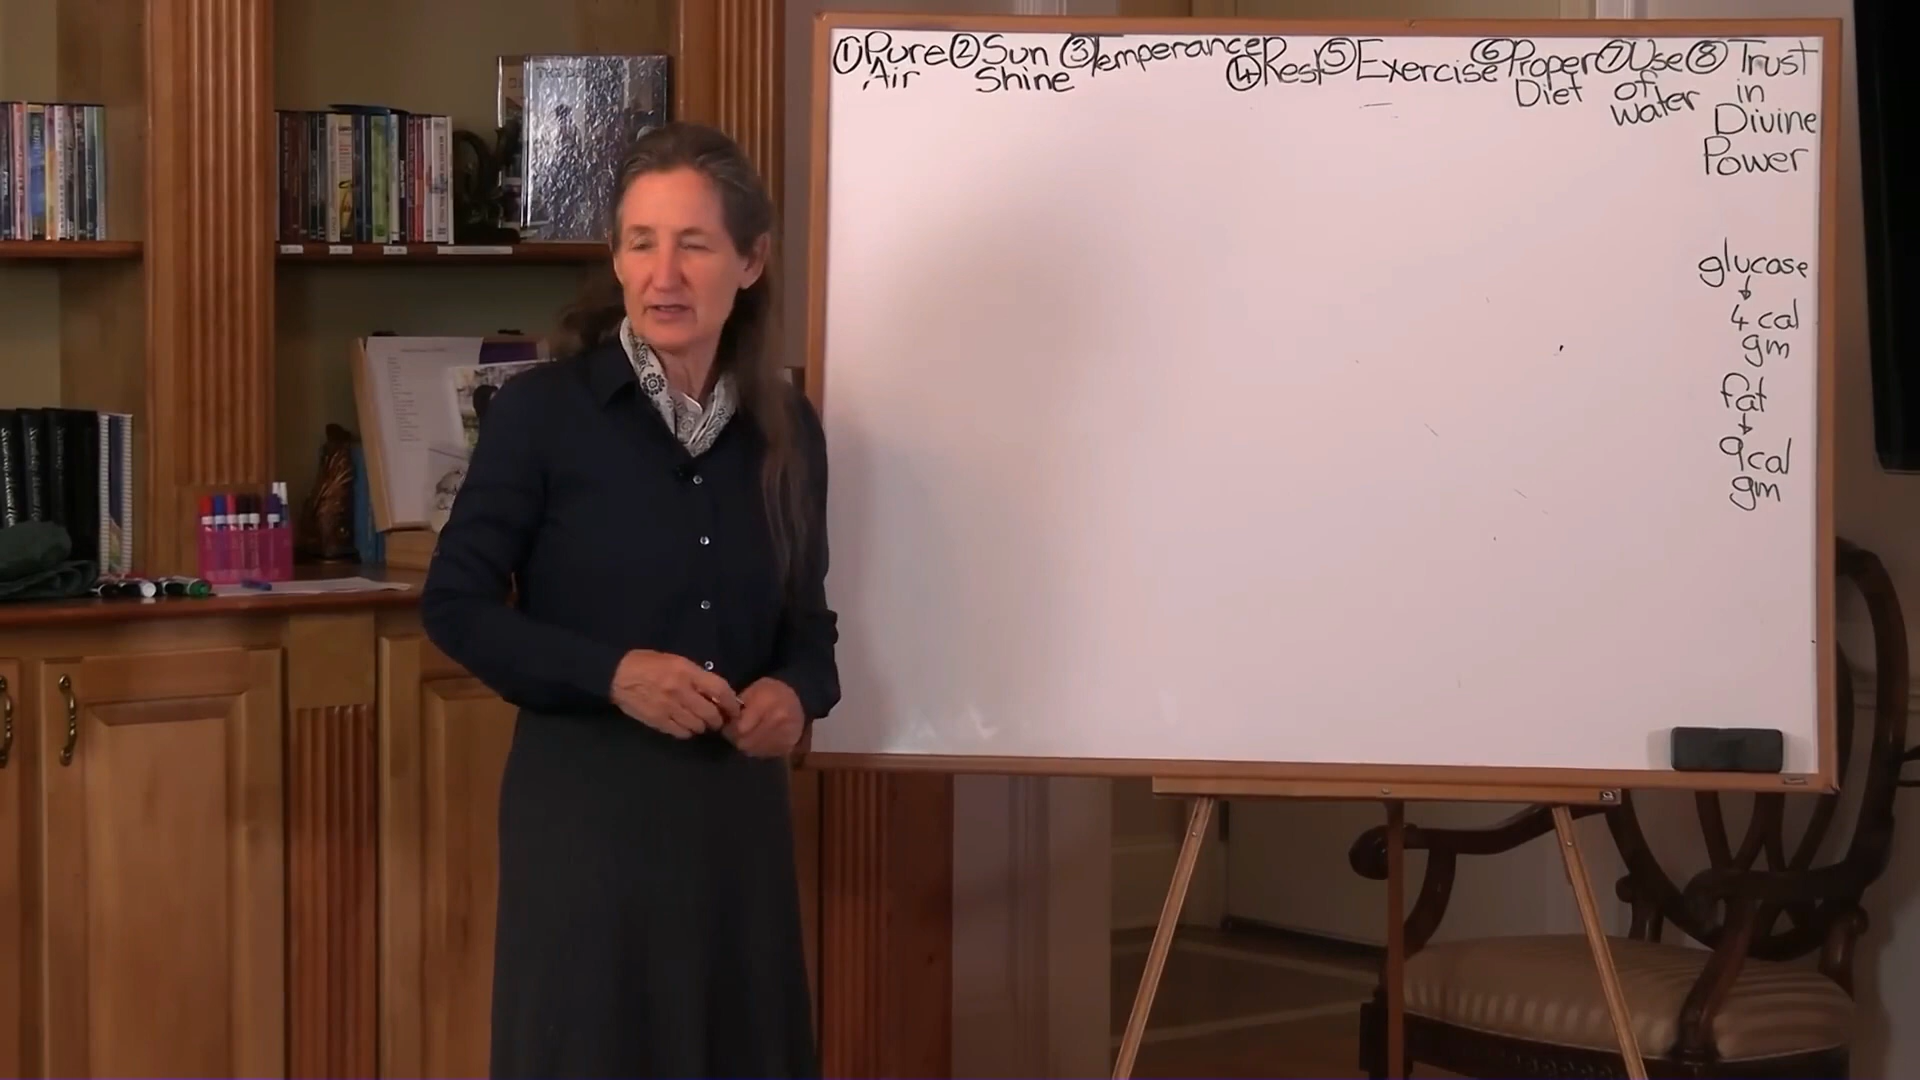 ①Pure ②Sun ③Temperance ④Rest ⑤Exercise ⑥Proper ⑦Use ⑧Trust
Air Shine Diet of in
water Divine
Power
glucose
4 cal
gm
fat
9cal
gm